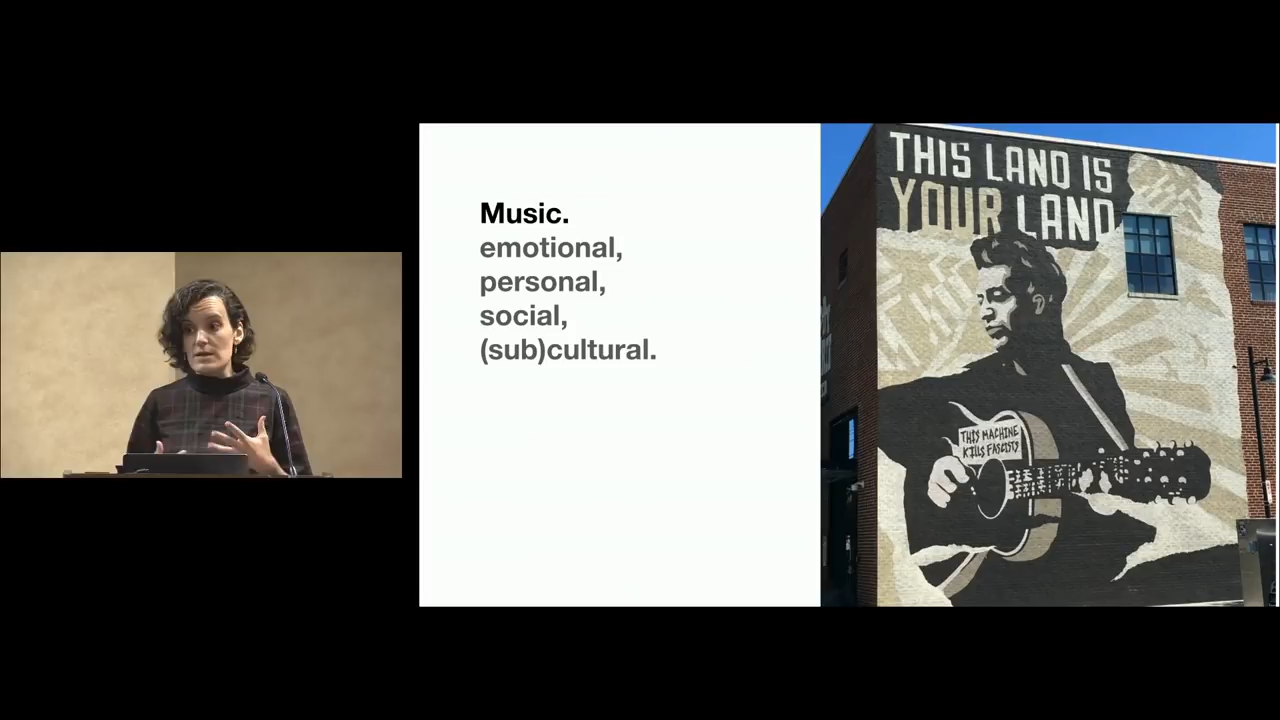 Music.
emotional,
personal,
social,
(sub)cultural.
THIS LAND IS
YOUR LAND
THIS MACHINE
KILLS FASCISTS